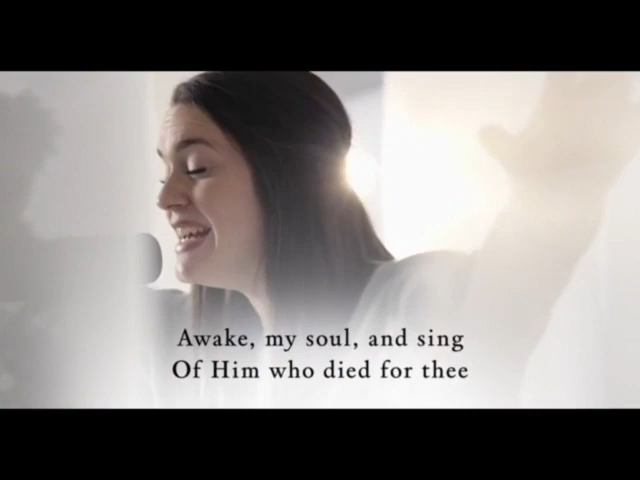 Awake, my soul, and sing
Of Him who died for thee